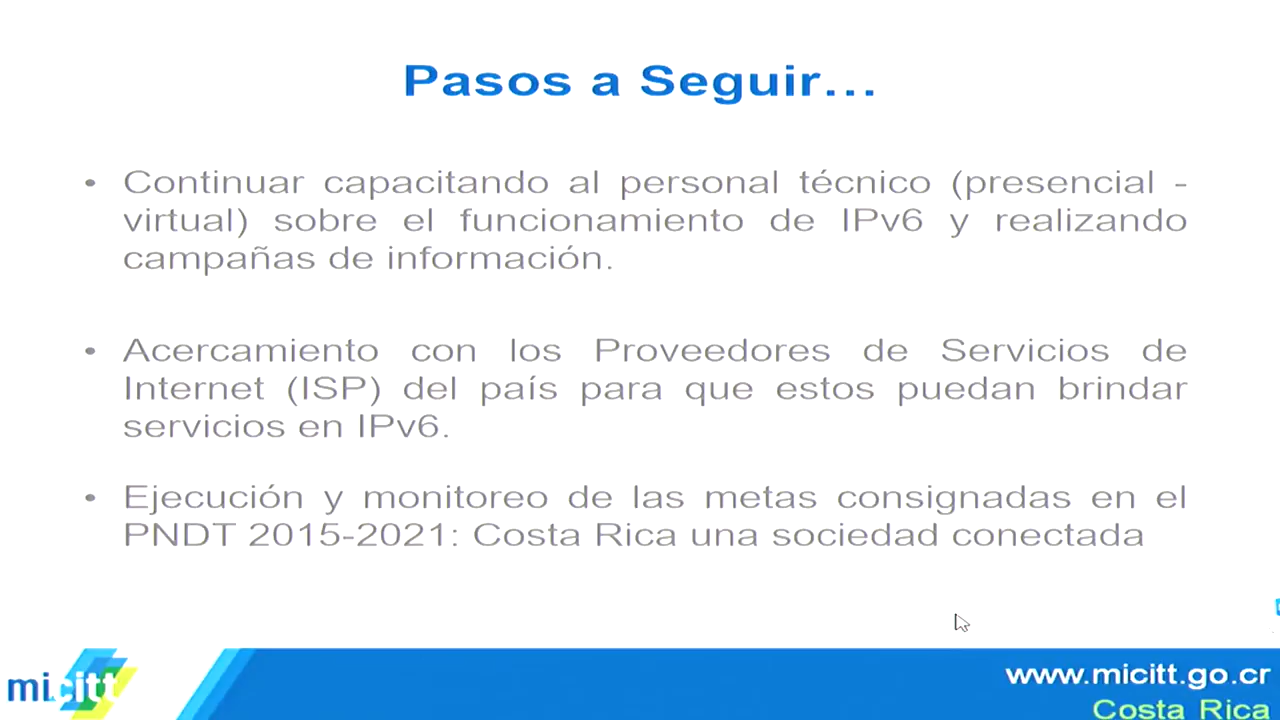 Pasos a Seguir...
• Continuar capacitando al personal técnico (presencial -
virtual) sobre el funcionamiento de IPv6 y realizando
campañas de información.
• Acercamiento con los Proveedores de Servicios de
Internet (ISP) del país para que estos puedan brindar
servicios en IPv6.
• Ejecución y monitoreo de las metas consignadas en el
PNDT 2015-2021: Costa Rica una sociedad conectada
micitt
www.micitt.go.cr
Costa Rica